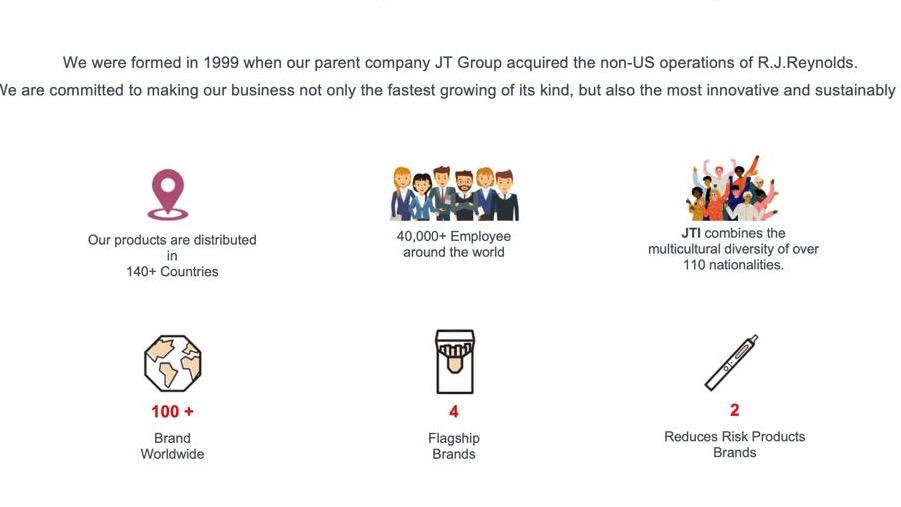 We were formed in 1999 when our parent company JT Group acquired the non-US operations of R.J.Reynolds.
We are committed to making our business not only the fastest growing of its kind, but also the most innovative and sustainably
Our products are distributed
in
140+ Countries
40,000+ Employee
around the world
JTI combines the
multicultural diversity of over
110 nationalities.
100 +
Brand
Worldwide
4
Flagship
Brands
2
Reduces Risk Products
Brands